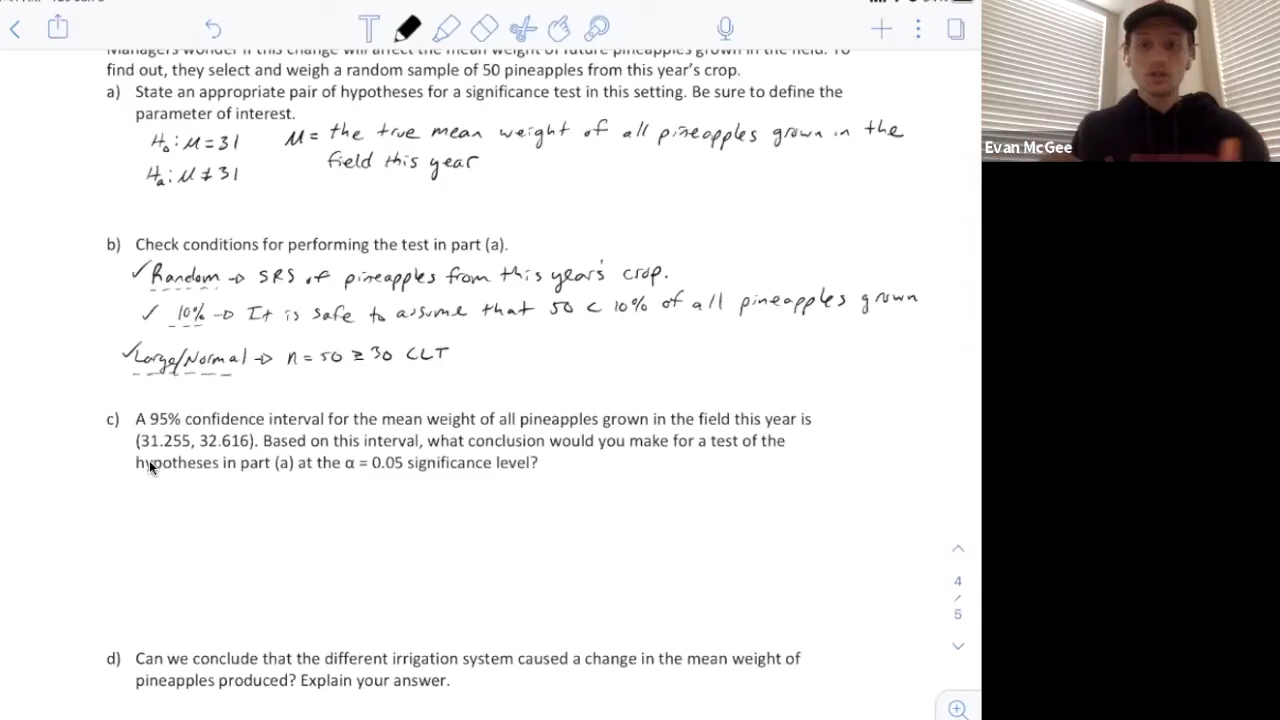 Managers wonder if this change will affect the mean weight of future pineapples grown in the field. To
find out, they select and weigh a random sample of 50 pineapples from this year's crop.
a) State an appropriate pair of hypotheses for a significance test in this setting. Be sure to define the
parameter of interest.
H₀: μ = 31 μ = the true mean weight of all pineapples grown in the
Hₐ: μ ≠ 31 field this year
b) Check conditions for performing the test in part (a).
✓ Random → SRS of pineapples from this year's crop.
✓ 10% → It is safe to assume that 50 < 10% of all pineapples grown
✓ Large/Normal → n = 50 ≥ 30 CLT
c) A 95% confidence interval for the mean weight of all pineapples grown in the field this year is
(31.255, 32.616). Based on this interval, what conclusion would you make for a test of the
hypotheses in part (a) at the α = 0.05 significance level?
d) Can we conclude that the different irrigation system caused a change in the mean weight of
pineapples produced? Explain your answer.
Evan McGee
4
/
5